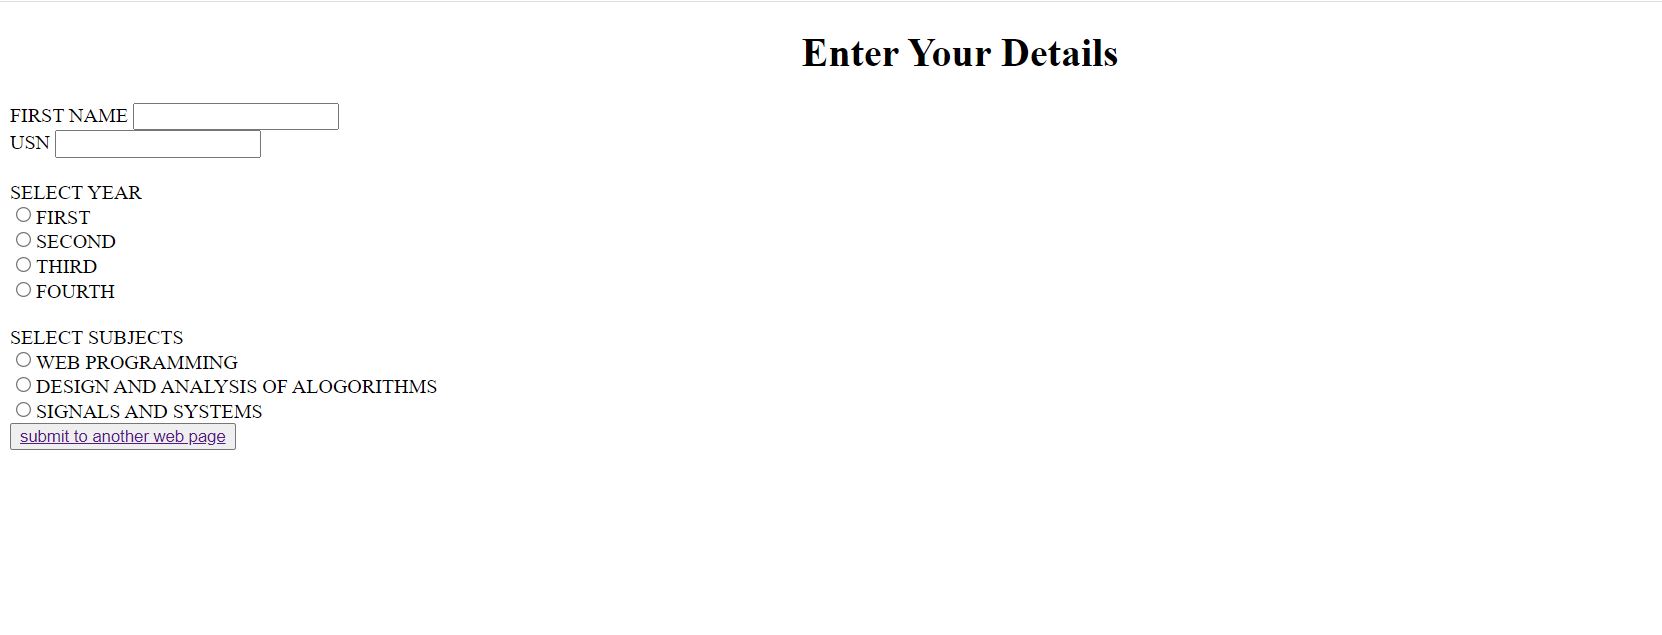 Enter Your Details
FIRST NAME
USN
SELECT YEAR
FIRST
SECOND
THIRD
FOURTH
SELECT SUBJECTS
WEB PROGRAMMING
DESIGN AND ANALYSIS OF ALOGORITHMS
SIGNALS AND SYSTEMS
submit to another web page